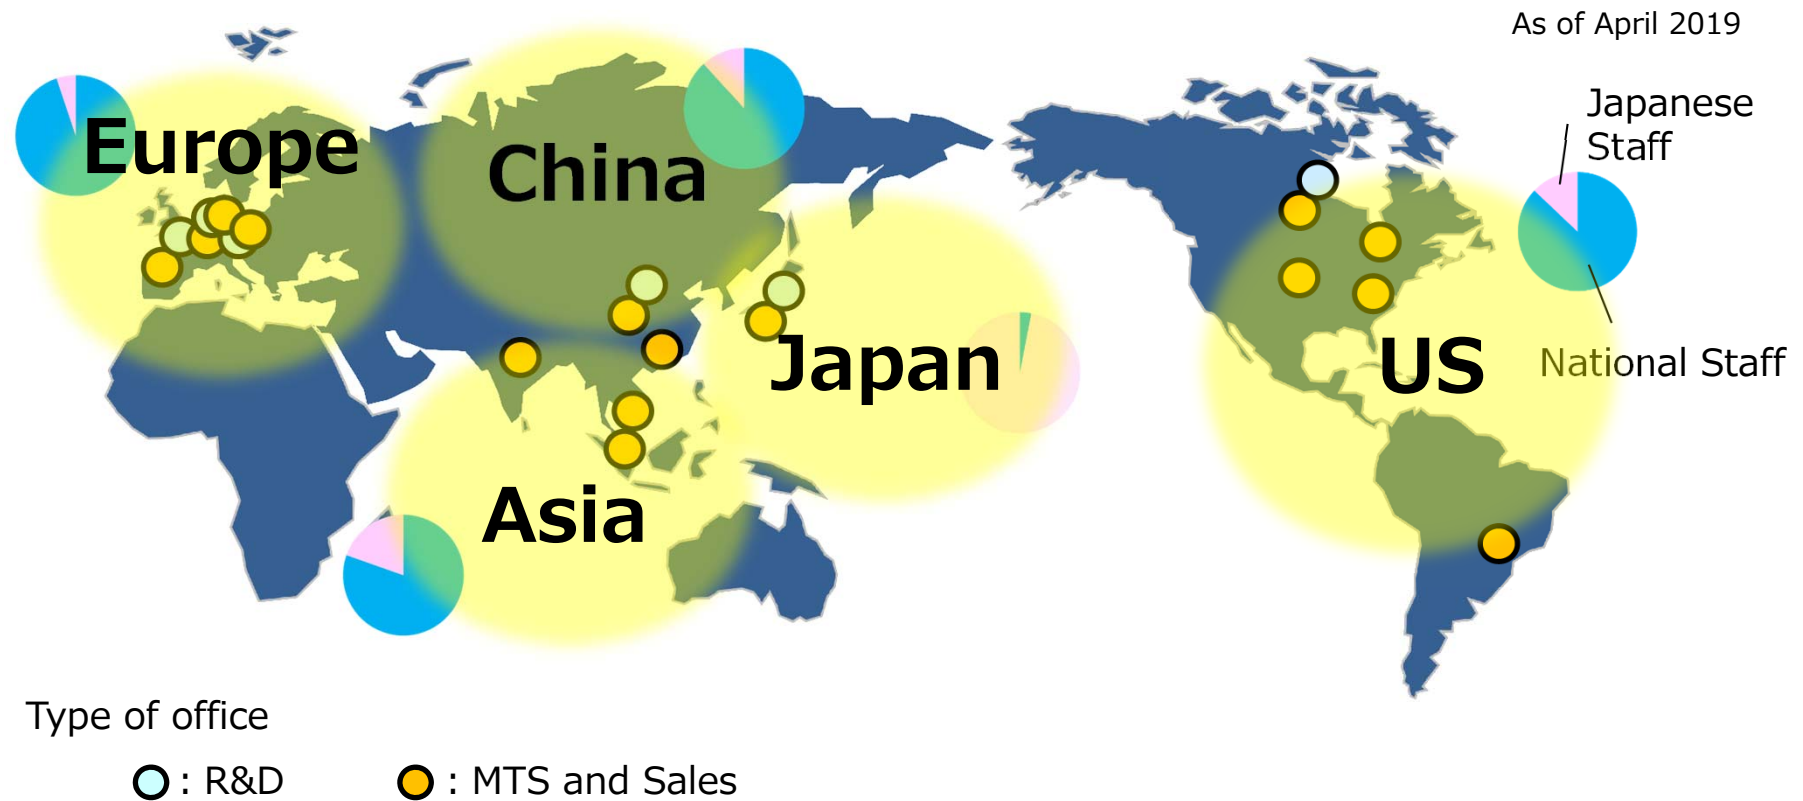 As of April 2019
Japanese
Staff
Europe
China
Japan
US
National Staff
Asia
Type of office
: R&D
: MTS and Sales